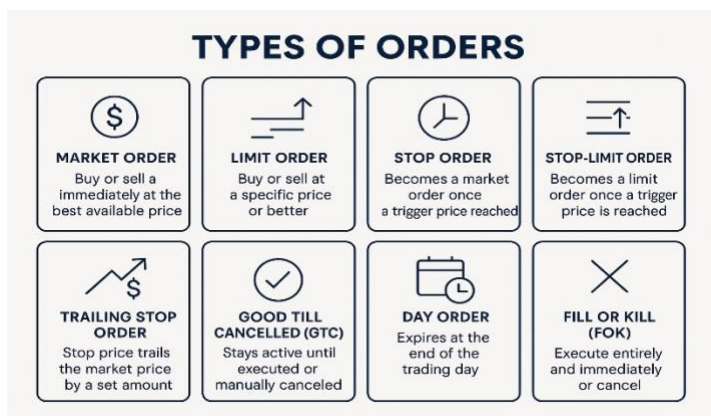 TYPES OF ORDERS
$
MARKET ORDER
Buy or sell a
immediately at the
best available price
LIMIT ORDER
Buy or sell at
a specific price
or better
STOP ORDER
Becomes a market
order once
a trigger price reached
STOP-LIMIT ORDER
Becomes a limit
order once a trigger
price is reached
$
TRAILING STOP
ORDER
Stop price trails
the market price
by a set amount
GOOD TILL
CANCELLED (GTC)
Stays active until
executed or
manually canceled
DAY ORDER
Expires at the
end of the
trading day
FILL OR KILL
(FOK)
Execute entirely
and immediately
or cancel